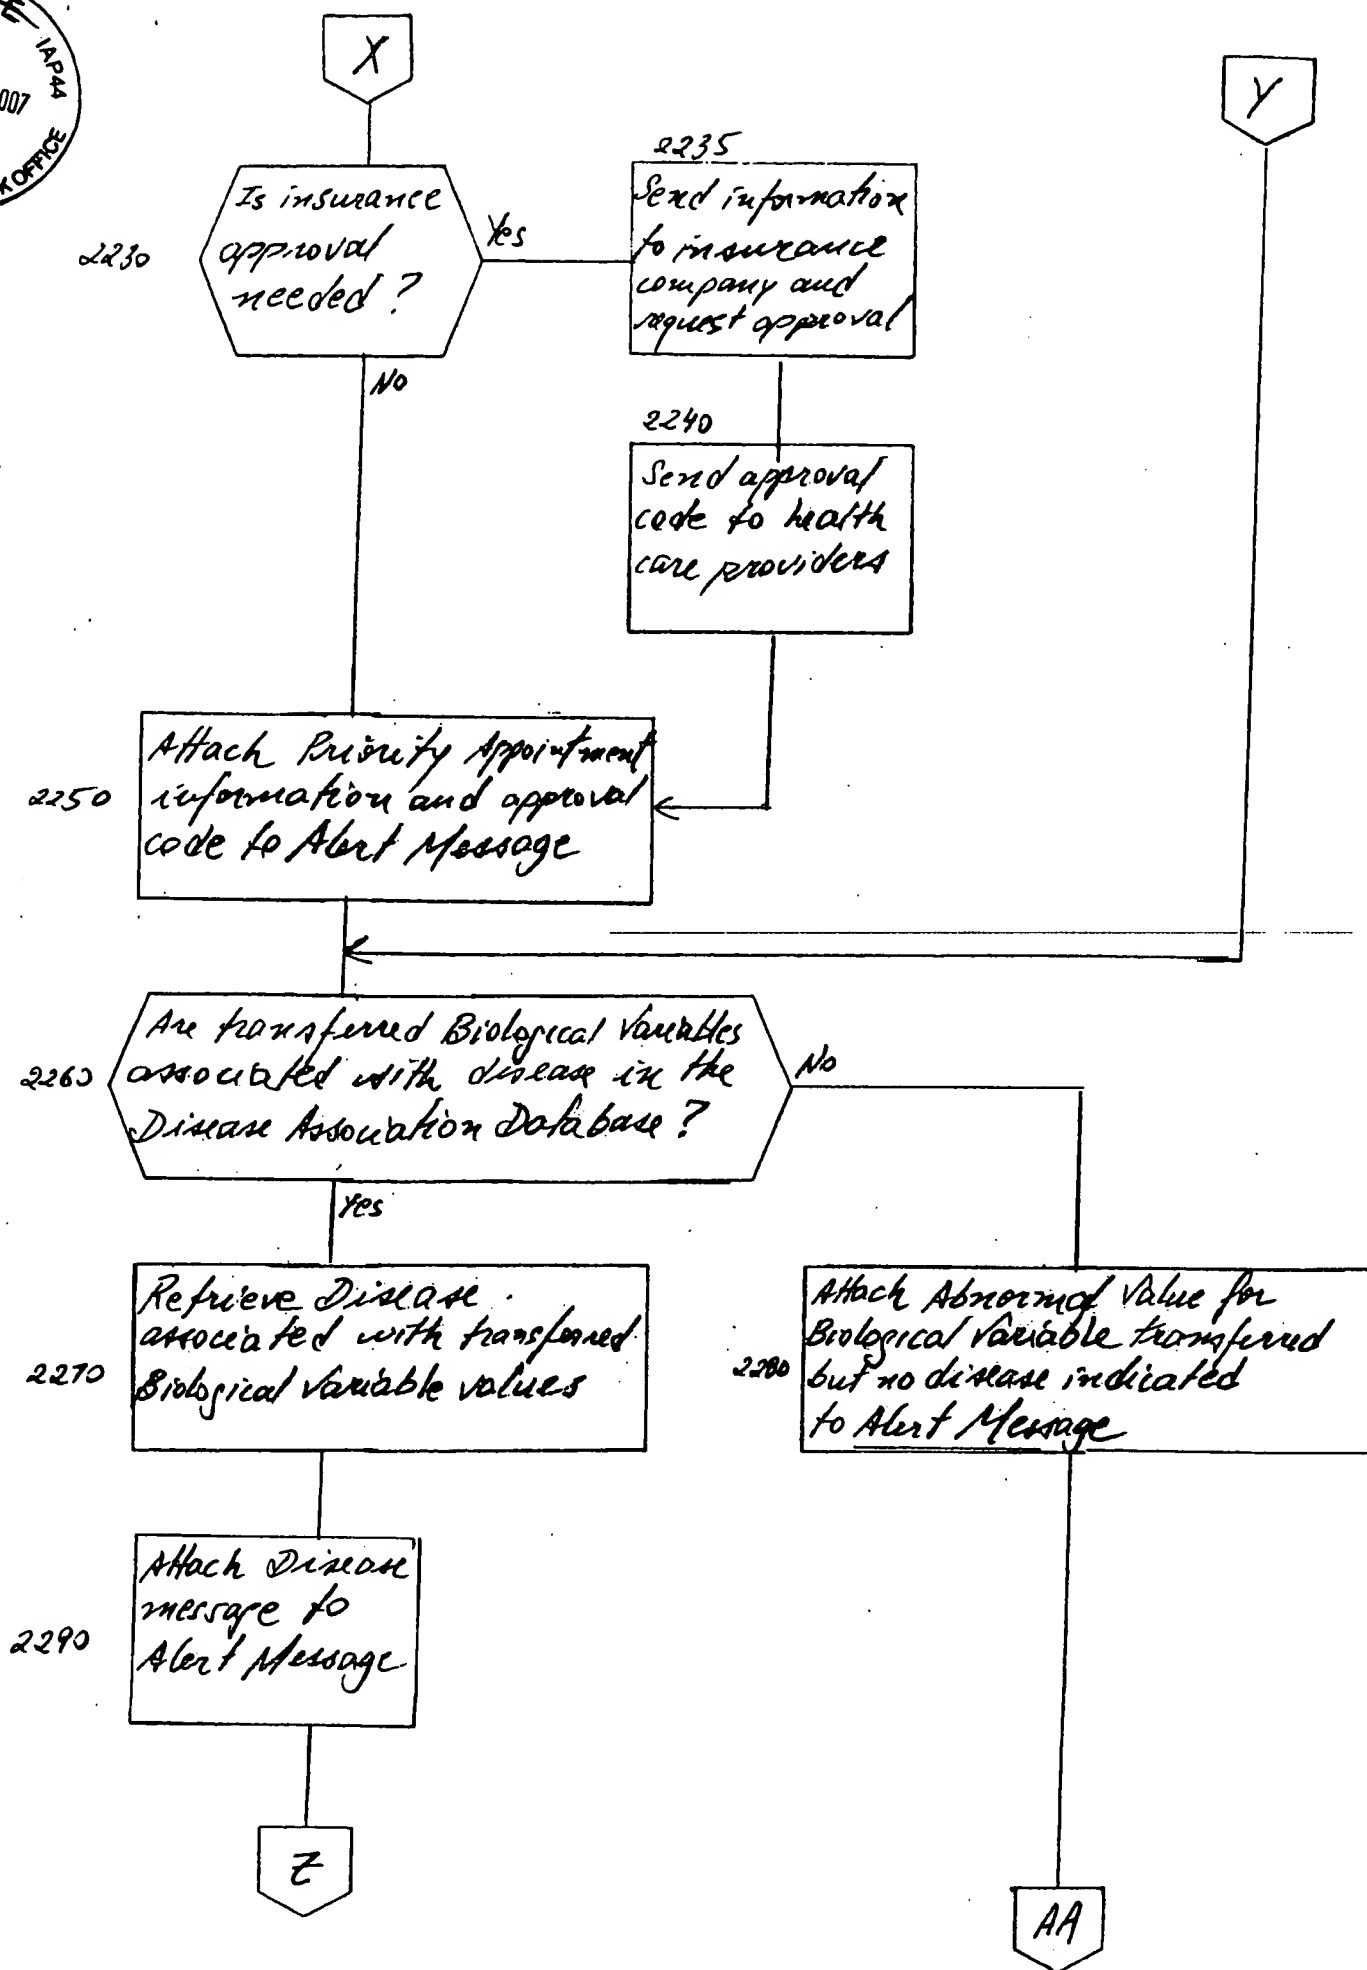 IAP44
007
K OFFICE
X
Y
2230
Is insurance
approval
needed?
Yes
No
2235
Send information
to insurance
company and
request approval
2240
Send approval
code to health
care providers
2250
Attach Priority Appointment
information and approval
code to Alert Message
2260
Are transferred Biological Variables
associated with disease in the
Disease Association Database?
No
Yes
2270
Retrieve Disease
associated with transferred
Biological Variable values
2280
Attach Abnormal Value for
Biological Variable transferred
but no disease indicated
to Alert Message
2290
Attach Disease
message to
Alert Message
Z
AA